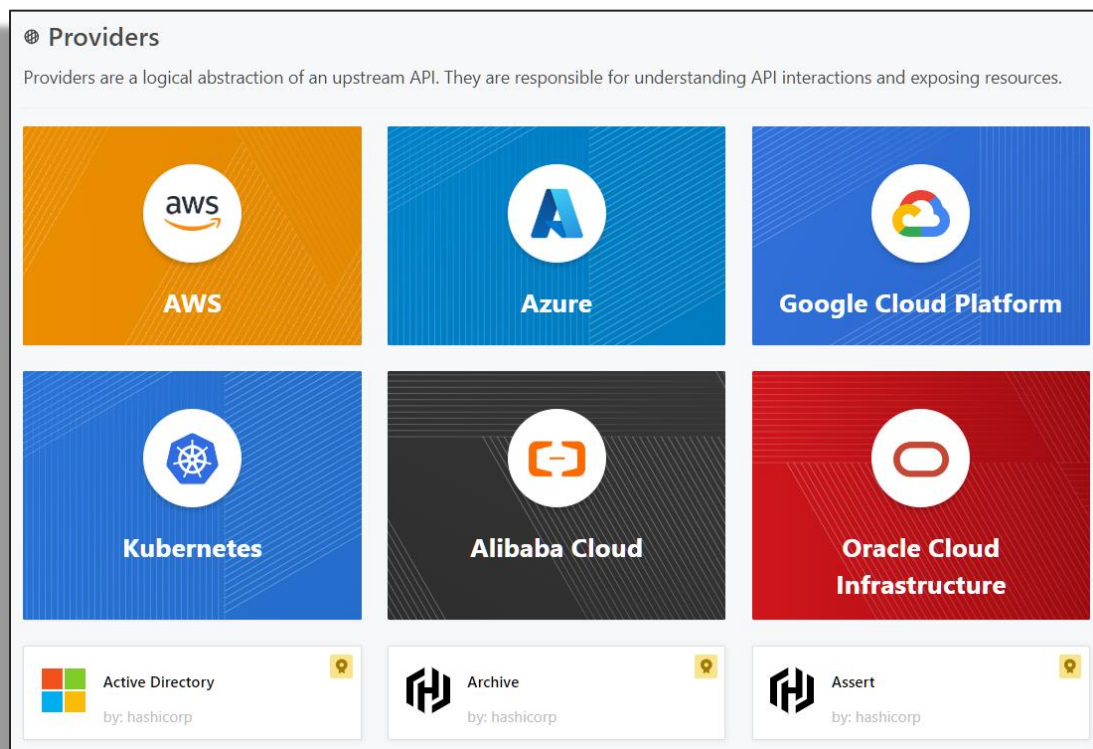 Providers
Providers are a logical abstraction of an upstream API. They are responsible for understanding API interactions and exposing resources.
aws
AWS
Azure
Google Cloud Platform
Kubernetes
Alibaba Cloud
Oracle Cloud
Infrastructure
Active Directory
by: hashicorp
Archive
by: hashicorp
Assert
by: hashicorp